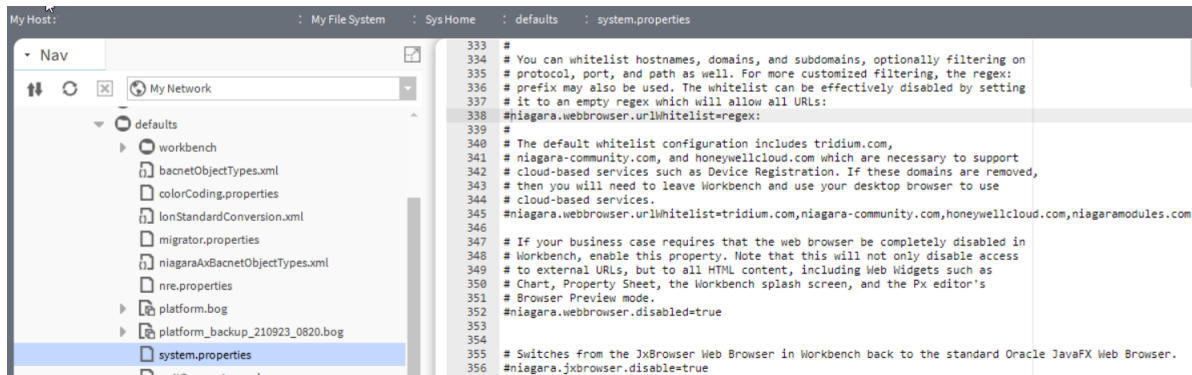 My Host :
: My File System
: Sys Home
: defaults
: system.properties
Nav
My Network
defaults
workbench
bacnetObjectTypes.xml
colorCoding.properties
lonStandardConversion.xml
migrator.properties
niagaraAxBacnetObjectTypes.xml
nre.properties
platform.bog
platform_backup_210923_0820.bog
system.properties
333 #
334 # You can whitelist hostnames, domains, and subdomains, optionally filtering on
335 # protocol, port, and path as well. For more customized filtering, the regex:
336 # prefix may also be used. The whitelist can be effectively disabled by setting
337 # it to an empty regex which will allow all URLs:
338 #niagara.webbrowser.urlWhitelist=regex:
339 #
340 # The default whitelist configuration includes tridium.com,
341 # niagara-community.com, and honeywellcloud.com which are necessary to support
342 # cloud-based services such as Device Registration. If these domains are removed,
343 # then you will need to leave Workbench and use your desktop browser to use
344 # cloud-based services.
345 #niagara.webbrowser.urlWhitelist=tridium.com,niagara-community.com,honeywellcloud.com,niagaramodules.com
346
347 # If your business case requires that the web browser be completely disabled in
348 # Workbench, enable this property. Note that this will not only disable access
349 # to external URLs, but to all HTML content, including Web Widgets such as
350 # Chart, Property Sheet, the Workbench splash screen, and the Px editor's
351 # Browser Preview mode.
352 #niagara.webbrowser.disabled=true
353
354
355 # Switches from the JxBrowser Web Browser in Workbench back to the standard Oracle JavaFX Web Browser.
356 #niagara.jxbrowser.disable=true